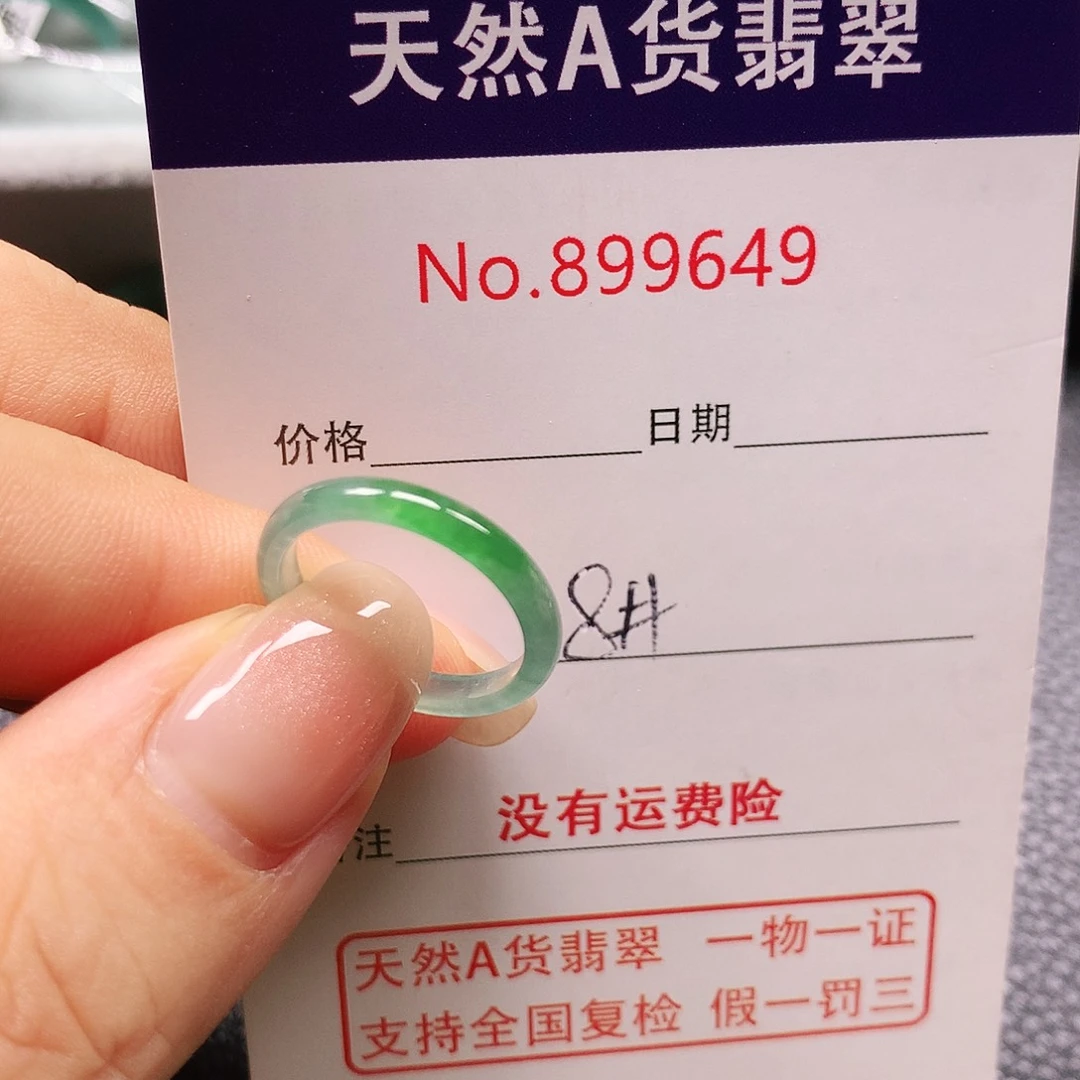 天然A货翡翠
No.899649
价格 日期
8#
注 没有运费险
天然A货翡翠 一物一证
支持全国复检 假一罚三